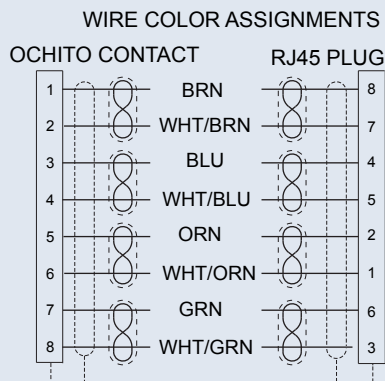 WIRE COLOR ASSIGNMENTS
OCHITO CONTACT RJ45 PLUG
1 BRN 8
2 WHT/BRN 7
3 BLU 4
4 WHT/BLU 5
5 ORN 2
6 WHT/ORN 1
7 GRN 6
8 WHT/GRN 3